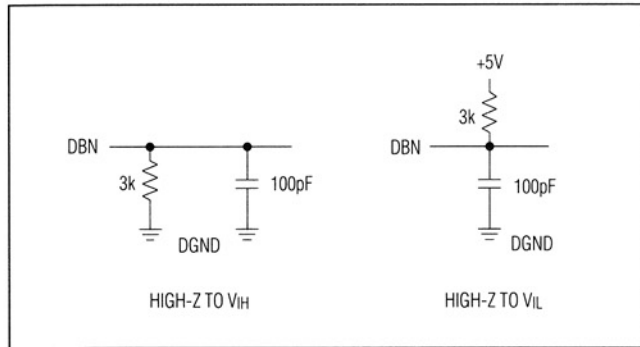 DBN
3k
100pF
DGND
HIGH-Z TO VIH
+5V
3k
DBN
100pF
DGND
HIGH-Z TO VIL